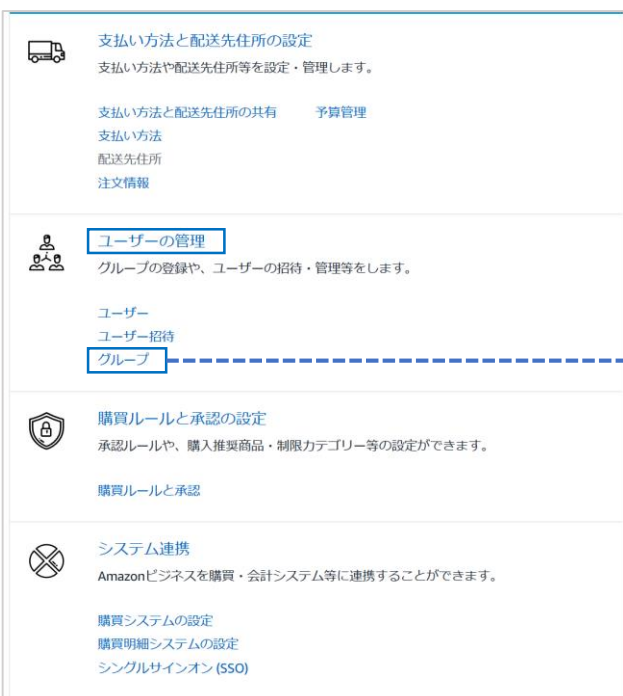 支払い方法と配送先住所の設定
支払い方法や配送先住所等を設定・管理します。
支払い方法と配送先住所の共有 予算管理
支払い方法
配送先住所
注文情報
ユーザーの管理
グループの登録や、ユーザーの招待・管理等をします。
ユーザー
ユーザー招待
グループ
購買ルールと承認の設定
承認ルールや、購入推奨商品・制限カテゴリー等の設定ができます。
購買ルールと承認
システム連携
Amazonビジネスを購買・会計システム等に連携することができます。
購買システムの設定
購買明細システムの設定
シングルサインオン (SSO)